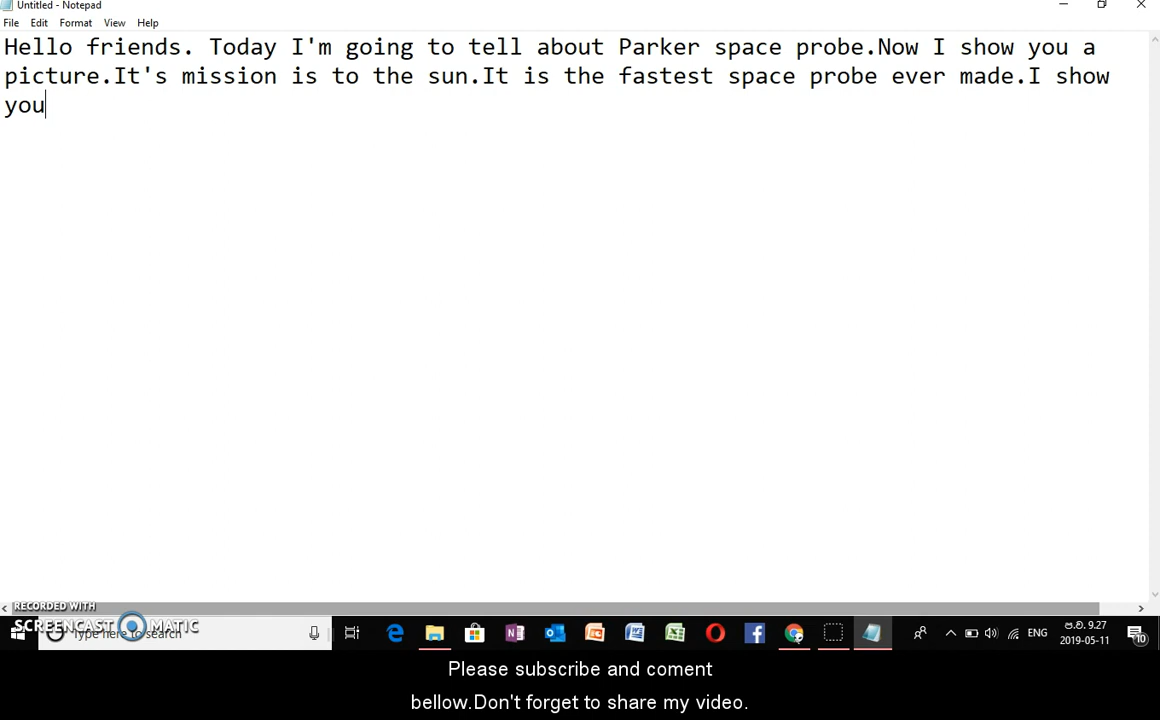 Untitled - Notepad
File Edit Format View Help
Hello friends. Today I'm going to tell about Parker space probe.Now I show you a
picture.It's mission is to the sun.It is the fastest space probe ever made.I show
you
RECORDED WITH
SCREENCAST MATIC
Type here to search
ENG
ප.ව. 9.27
2019-05-11
10
Please subscribe and coment
bellow.Don't forget to share my video.